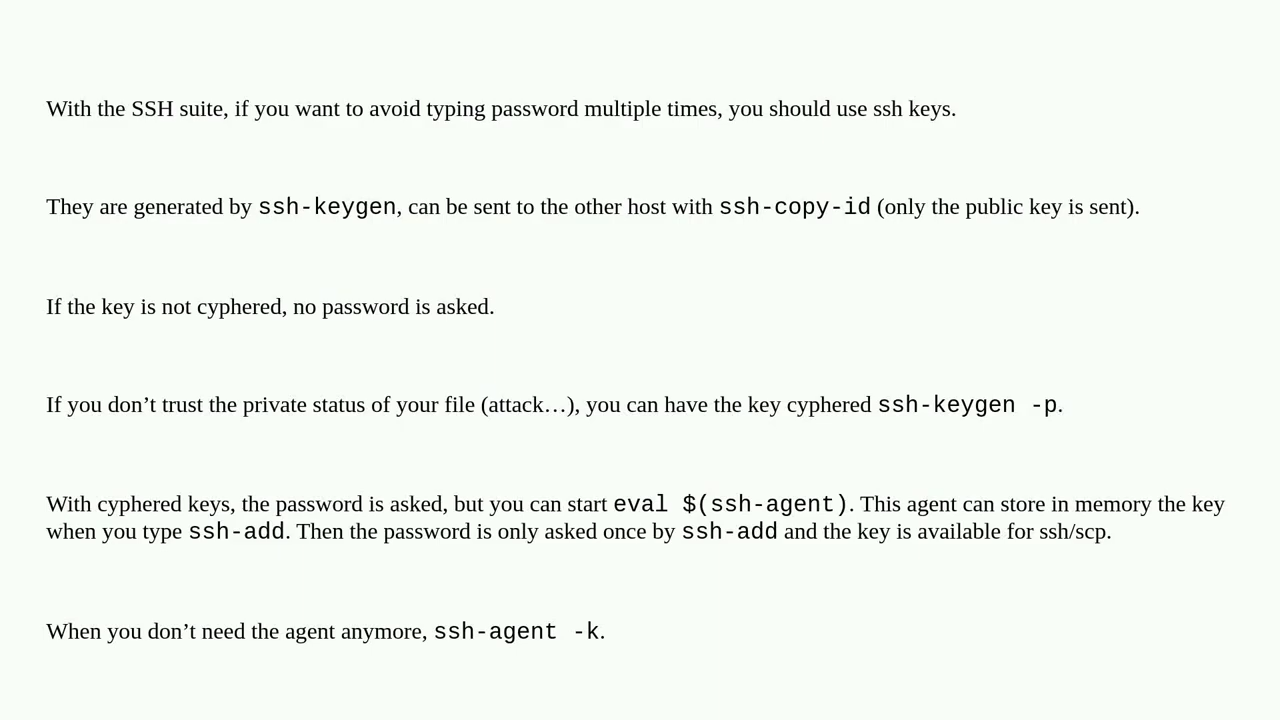 With the SSH suite, if you want to avoid typing password multiple times, you should use ssh keys.
They are generated by ssh-keygen, can be sent to the other host with ssh-copy-id (only the public key is sent).
If the key is not cyphered, no password is asked.
If you don’t trust the private status of your file (attack…), you can have the key cyphered ssh-keygen -p.
With cyphered keys, the password is asked, but you can start eval $(ssh-agent). This agent can store in memory the key
when you type ssh-add. Then the password is only asked once by ssh-add and the key is available for ssh/scp.
When you don’t need the agent anymore, ssh-agent -k.